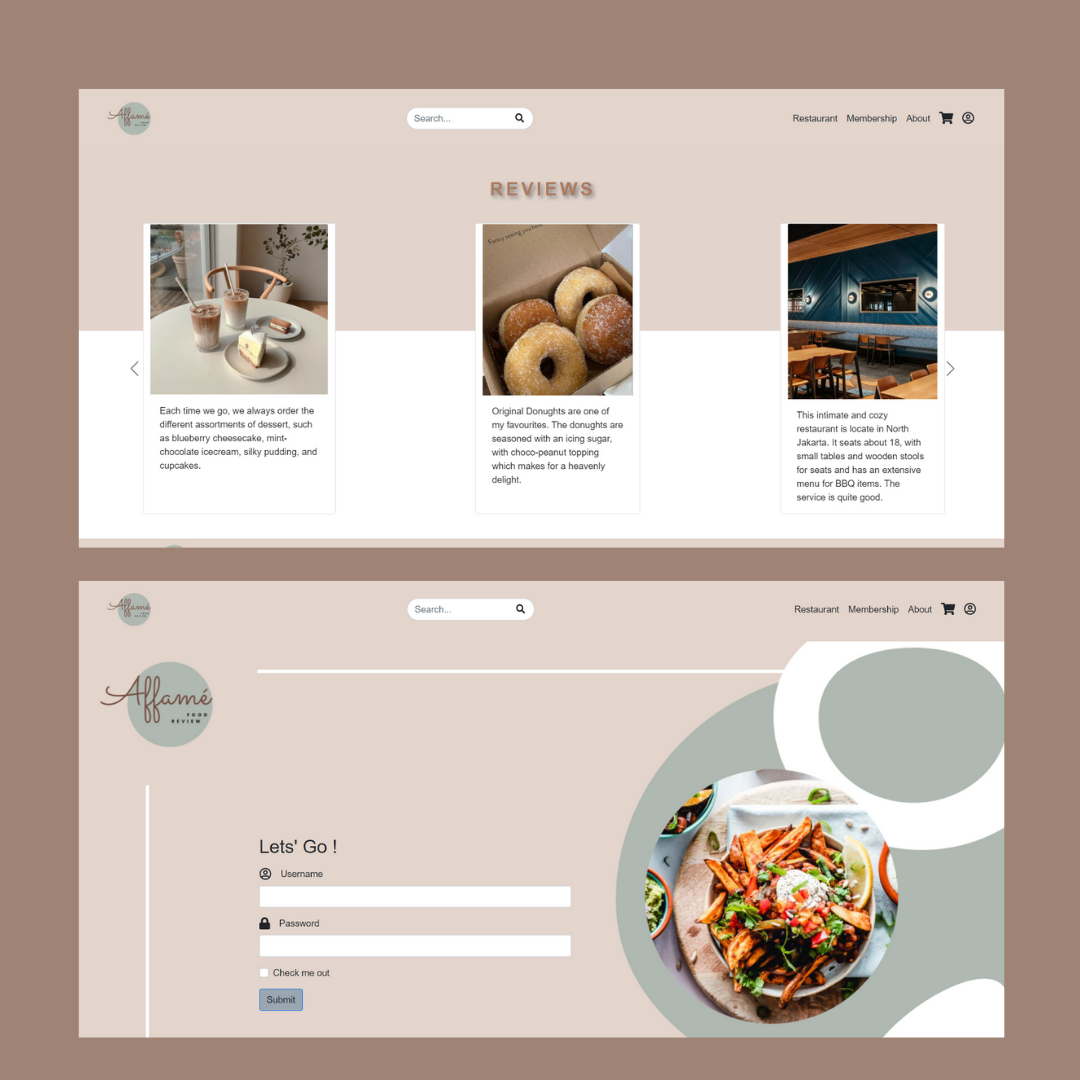 Affamé
Search...
Restaurant Membership About
REVIEWS
Each time we go, we always order the
different assortments of dessert, such
as blueberry cheesecake, mint-
chocolate icecream, silky pudding, and
cupcakes.
Original Donughts are one of
my favourites. The donughts are
seasoned with an icing sugar,
with choco-peanut topping
which makes for a heavenly
delight.
This intimate and cozy
restaurant is locate in North
Jakarta. It seats about 18, with
small tables and wooden stools
for seats and has an extensive
menu for BBQ items. The
service is quite good.
Affamé
Search...
Restaurant Membership About
Affamé
FOOD
REVIEW
Lets' Go !
Username
Password
Check me out
Submit